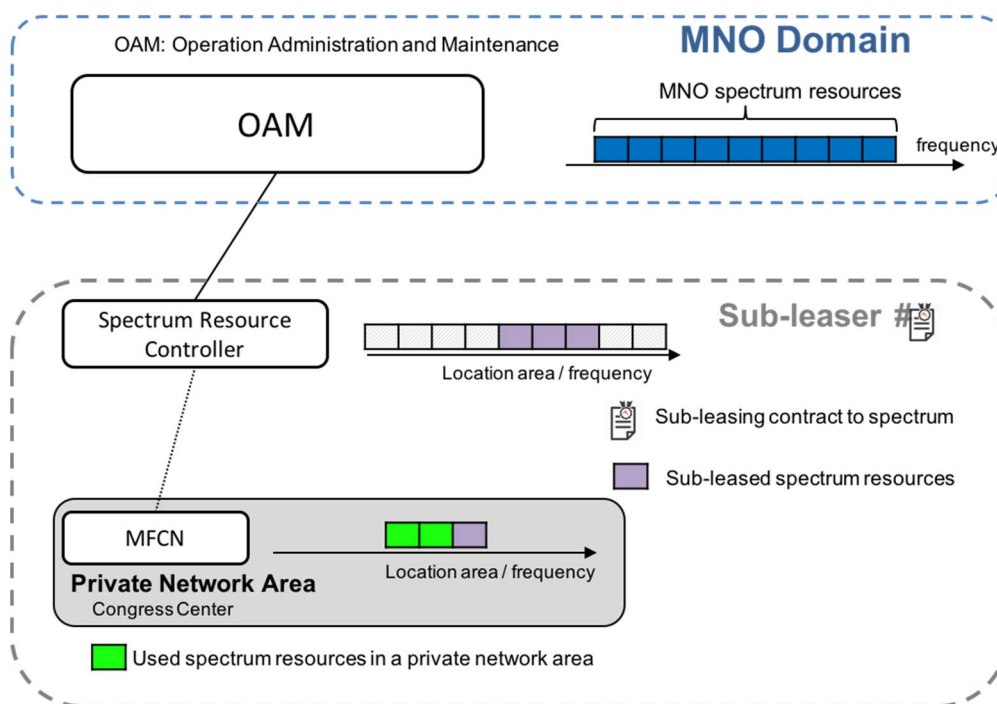 OAM: Operation Administration and Maintenance
MNO Domain
OAM
MNO spectrum resources
frequency
Spectrum Resource
Controller
Sub-leaser #
Location area / frequency
Sub-leasing contract to spectrum
Sub-leased spectrum resources
MFCN
Location area / frequency
Private Network Area
Congress Center
Used spectrum resources in a private network area